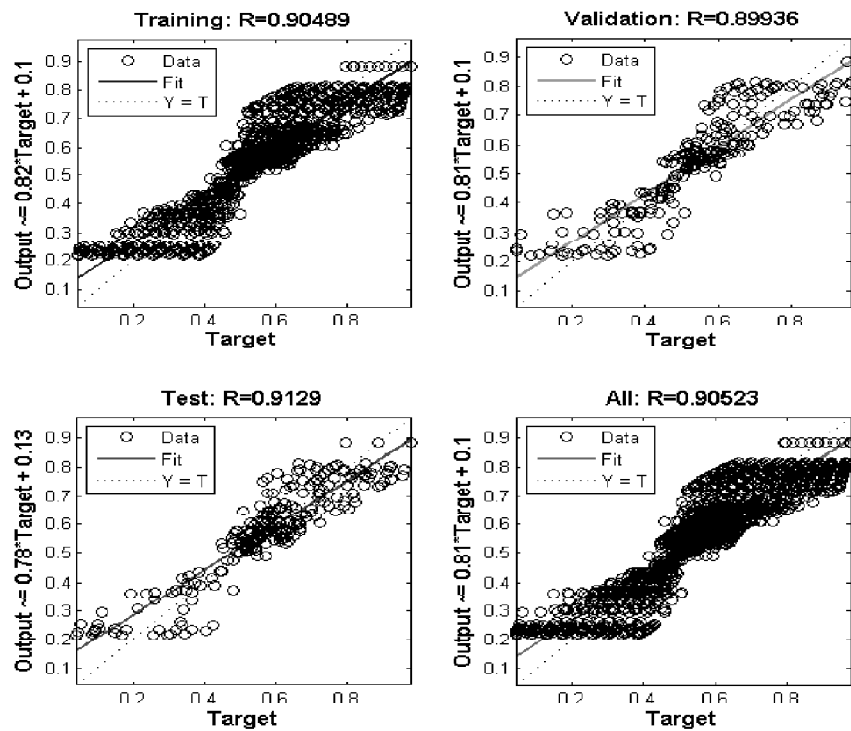 Training: R=0.90489
Output ~= 0.82*Target + 0.1
0.9
0.8
0.7
0.6
0.5
0.4
0.3
0.2
0.1
Data
Fit
Y = T
0.2 0.4 0.6 0.8
Target
Validation: R=0.89936
Output ~= 0.81*Target + 0.1
0.9
0.8
0.7
0.6
0.5
0.4
0.3
0.2
0.1
Data
Fit
Y = T
0.2 0.4 0.6 0.8
Target
Test: R=0.9129
Output ~= 0.78*Target + 0.13
0.9
0.8
0.7
0.6
0.5
0.4
0.3
0.2
0.1
Data
Fit
Y = T
0.2 0.4 0.6 0.8
Target
All: R=0.90523
Output ~= 0.81*Target + 0.1
0.9
0.8
0.7
0.6
0.5
0.4
0.3
0.2
0.1
Data
Fit
Y = T
0.2 0.4 0.6 0.8
Target